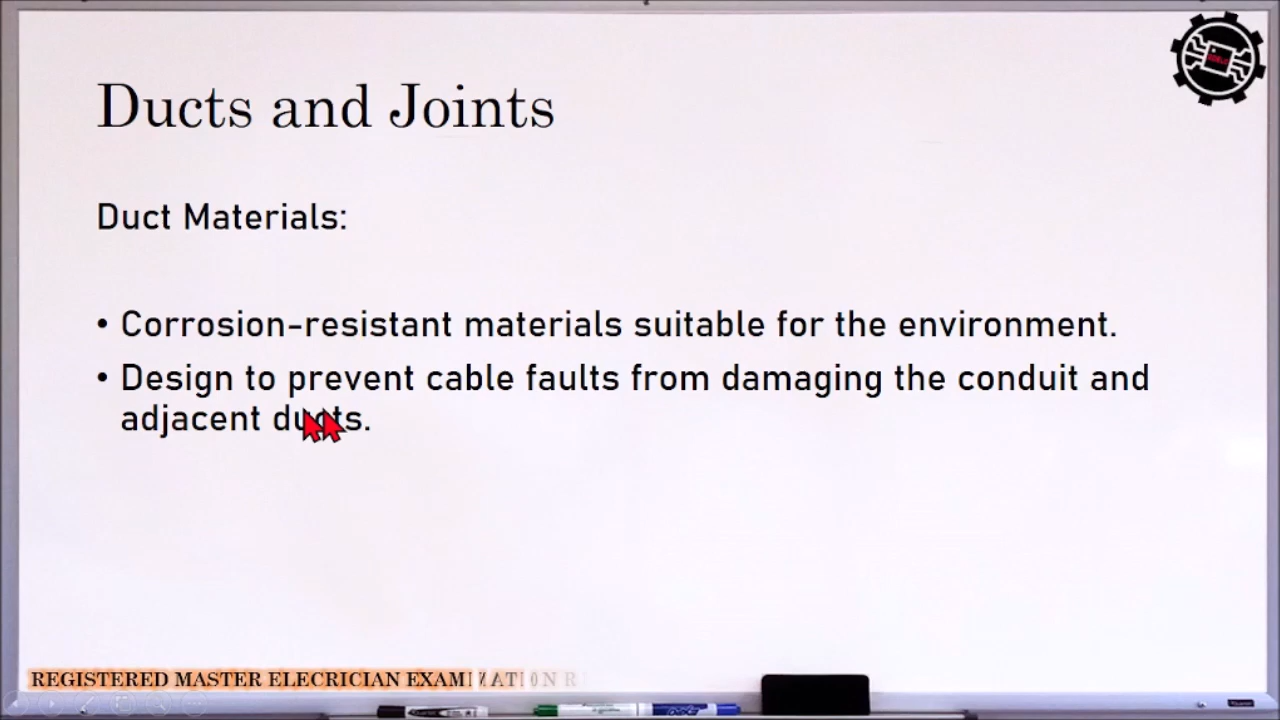 Ducts and Joints
Duct Materials:
• Corrosion-resistant materials suitable for the environment.
• Design to prevent cable faults from damaging the conduit and
adjacent ducts.
REGISTERED MASTER ELECRICIAN EXAMINATION R